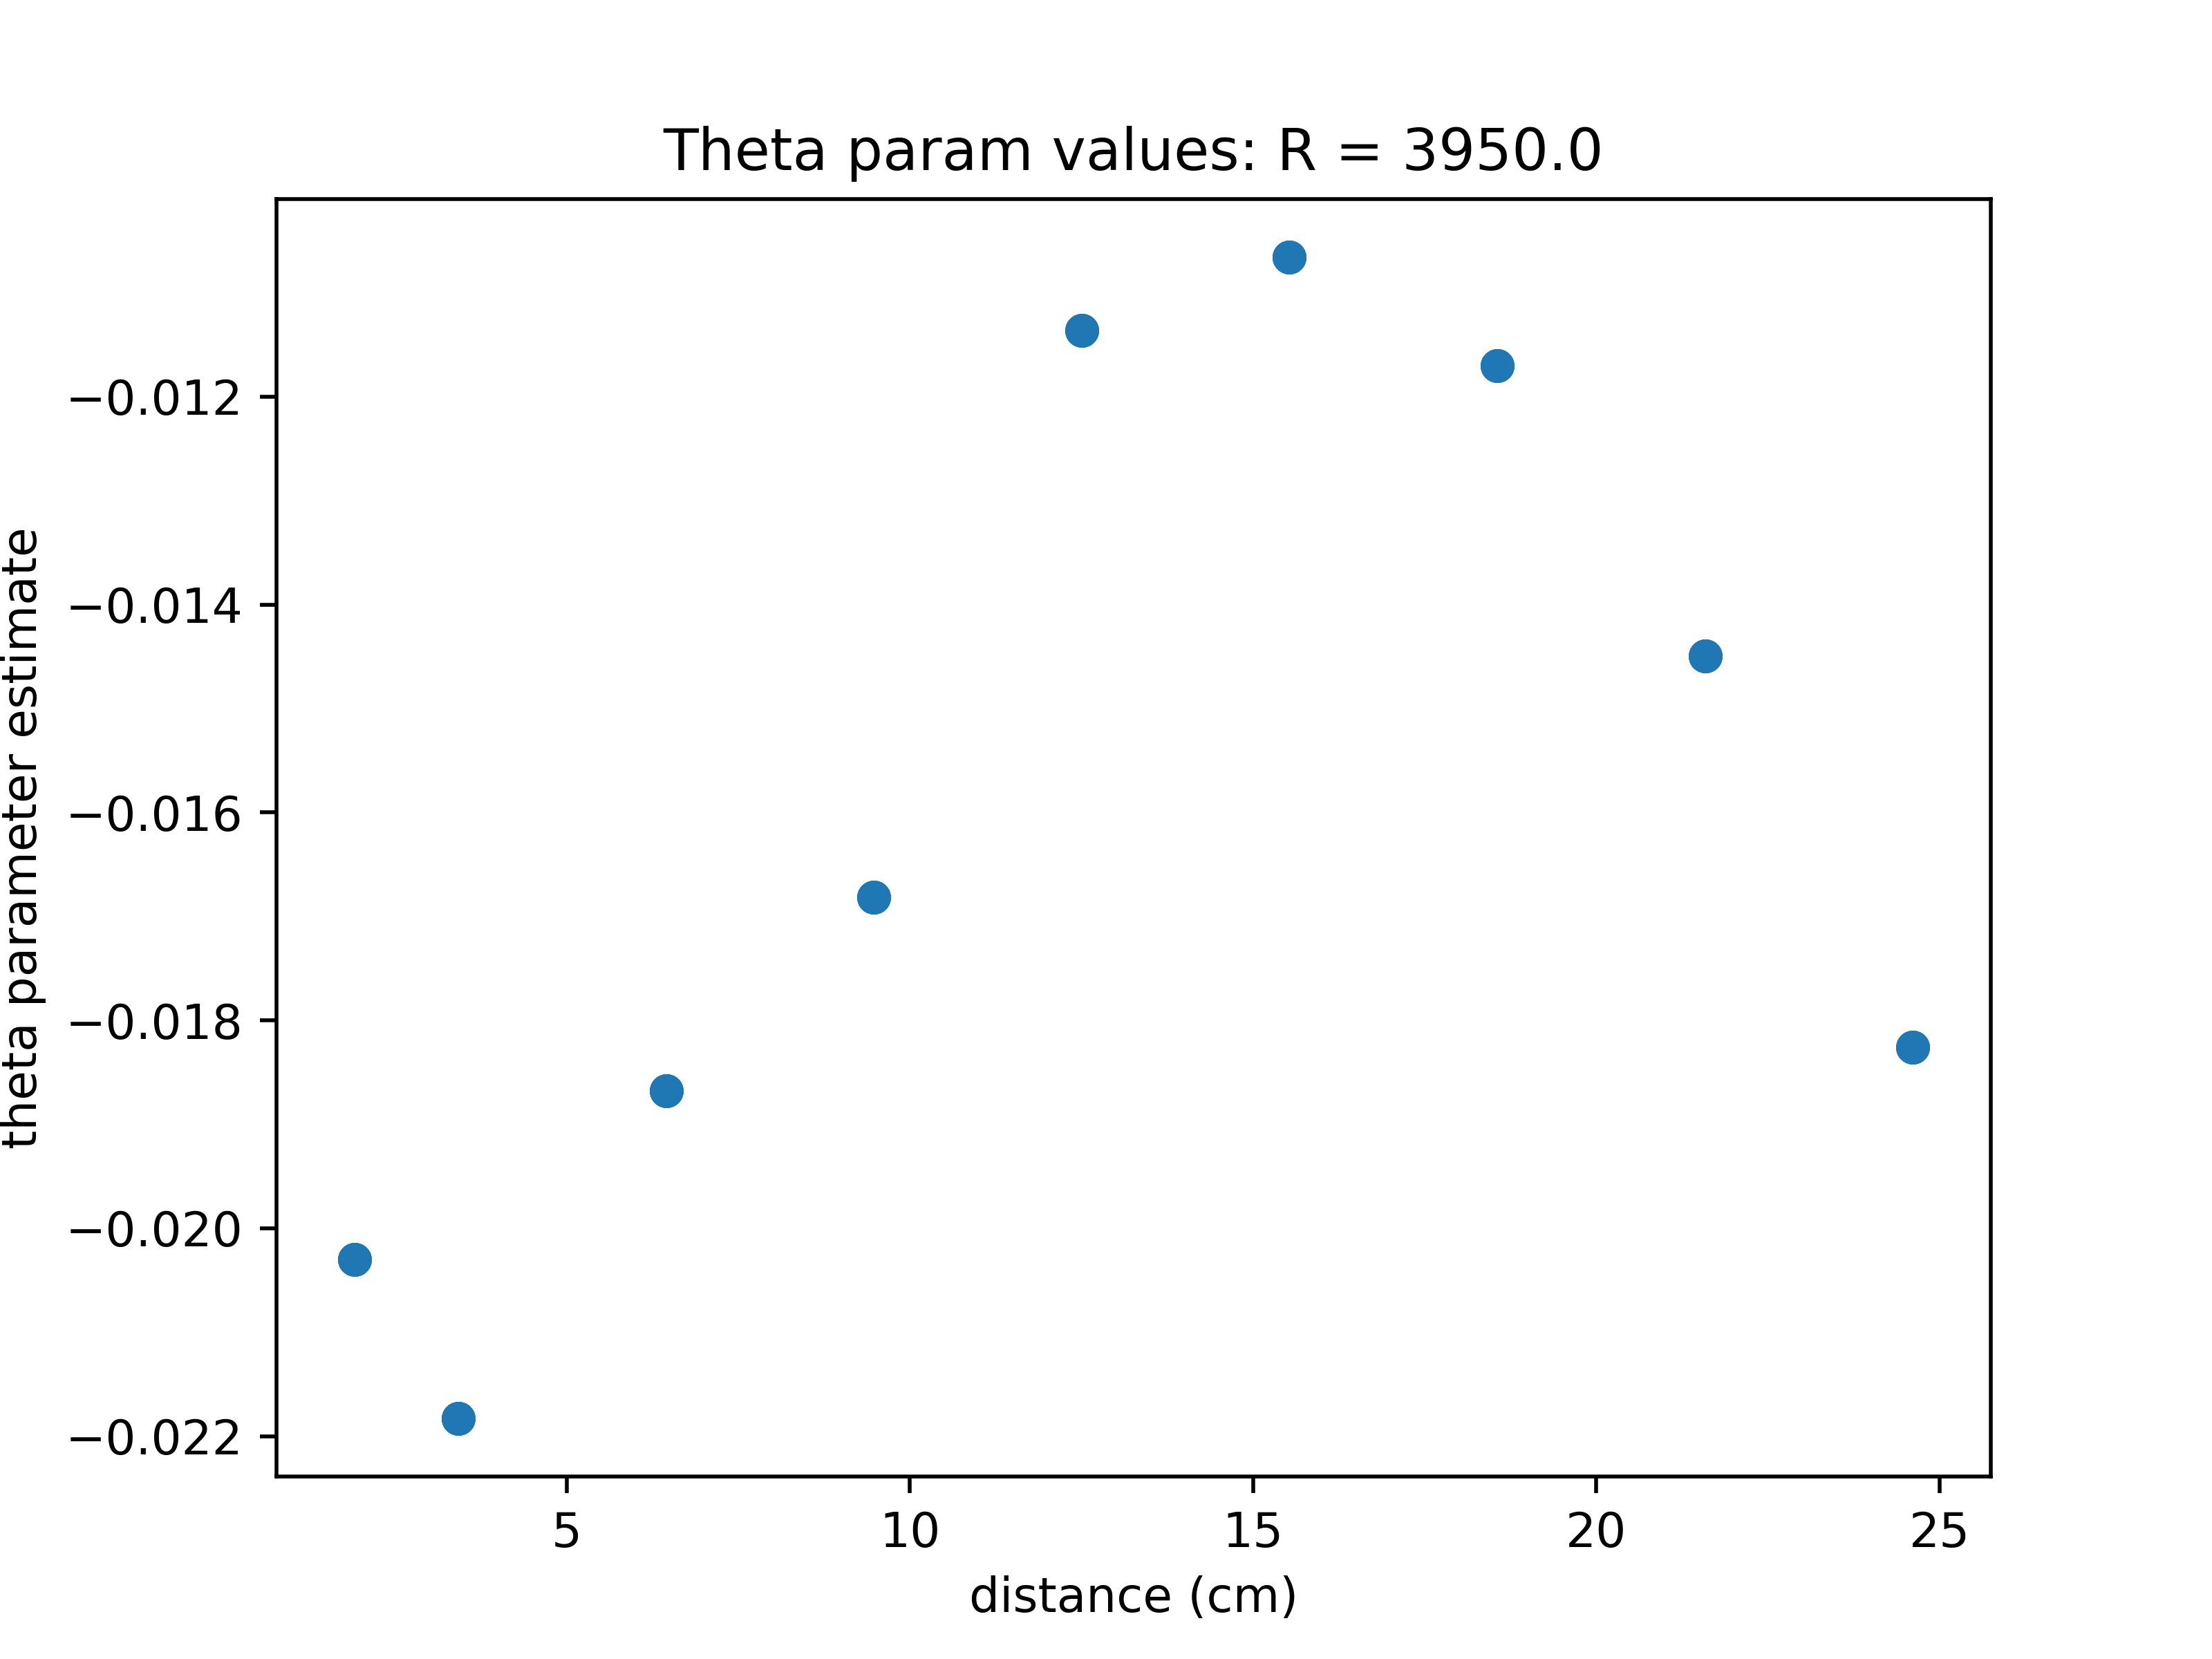 Theta param values: R = 3950.0
theta parameter estimate
−0.012
−0.014
−0.016
−0.018
−0.020
−0.022
5 10 15 20 25
distance (cm)